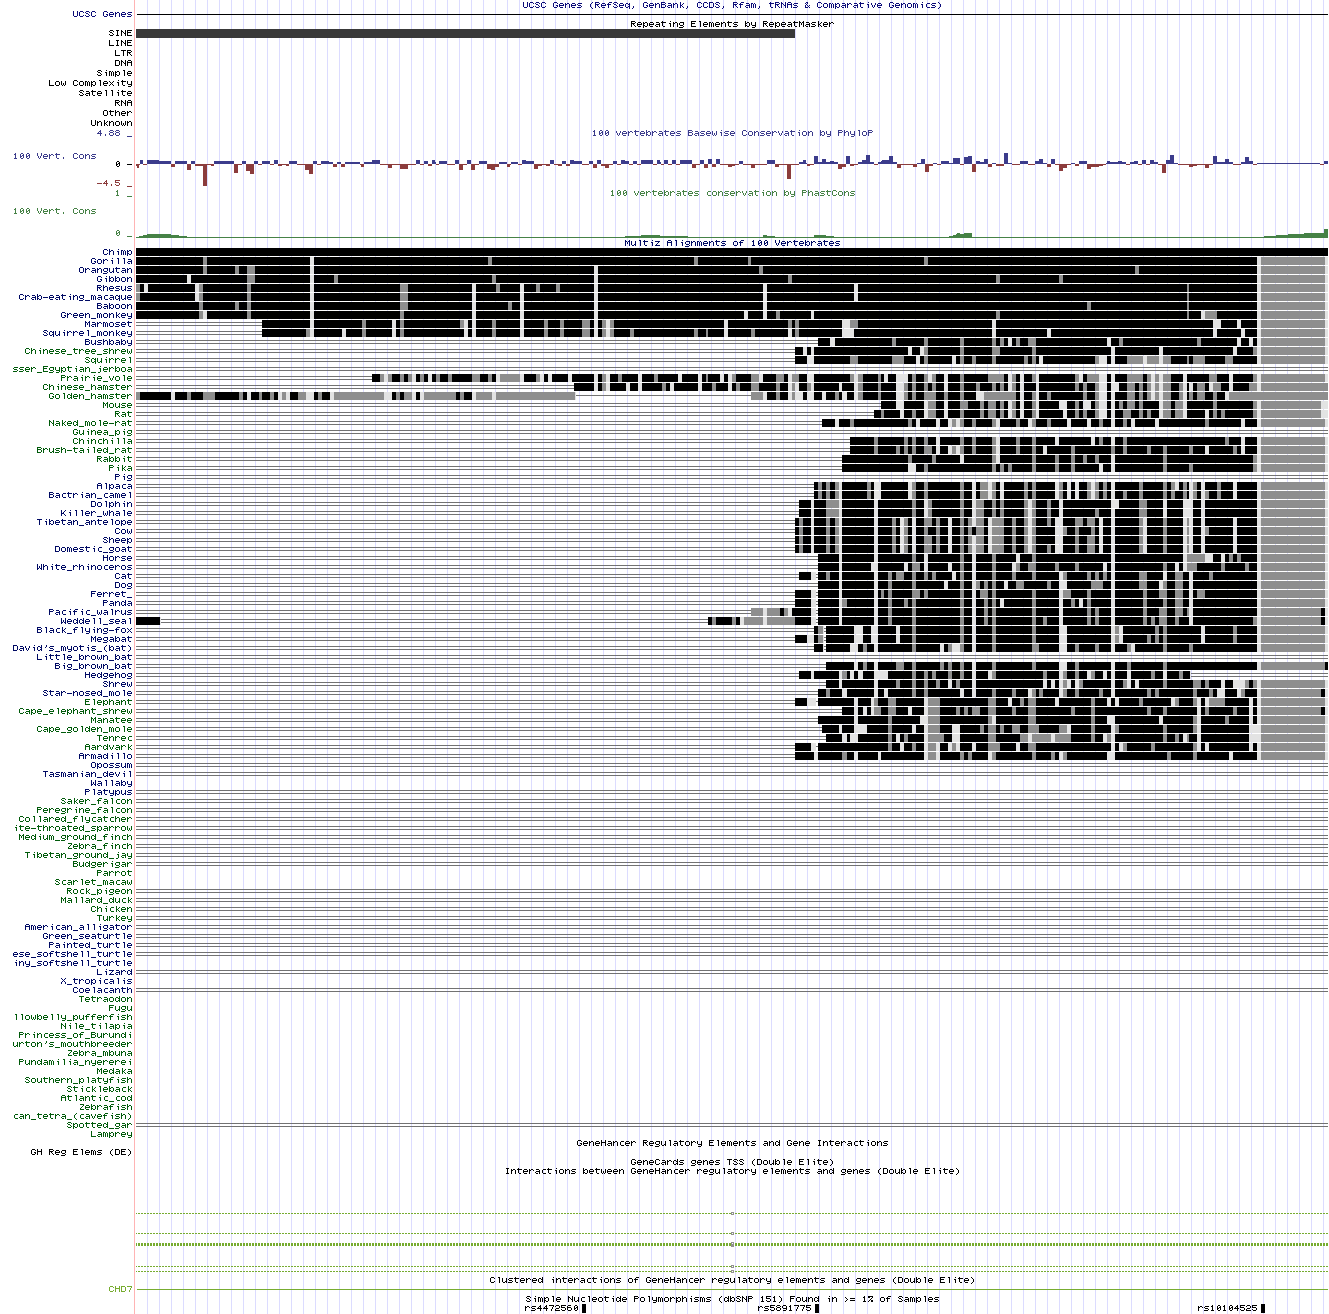 UCSC Genes (RefSeq, GenBank, CCDS, Rfam, tRNAs & Comparative Genomics)
UCSC Genes
Repeating Elements by RepeatMasker
SINE
LINE
LTR
DNA
Simple
Low Complexity
Satellite
RNA
Other
Unknown
4.88 _
100 vertebrates Basewise Conservation by PhyloP
100 Vert. Cons
0 _
-4.5 _
1 _
100 vertebrates conservation by PhastCons
100 Vert. Cons
0 _
Multiz Alignments of 100 Vertebrates
Chimp
Gorilla
Orangutan
Gibbon
Rhesus
Crab-eating_macaque
Baboon
Green_monkey
Marmoset
Squirrel_monkey
Bushbaby
Chinese_tree_shrew
Squirrel
sser_Egyptian_jerboa
Prairie_vole
Chinese_hamster
Golden_hamster
Mouse
Rat
Naked_mole-rat
Guinea_pig
Chinchilla
Brush-tailed_rat
Rabbit
Pika
Pig
Alpaca
Bactrian_camel
Dolphin
Killer_whale
Tibetan_antelope
Cow
Sheep
Domestic_goat
Horse
White_rhinoceros
Cat
Dog
Ferret_
Panda
Pacific_walrus
Weddell_seal
Black_flying-fox
Megabat
David's_myotis_(bat)
Little_brown_bat
Big_brown_bat
Hedgehog
Shrew
Star-nosed_mole
Elephant
Cape_elephant_shrew
Manatee
Cape_golden_mole
Tenrec
Aardvark
Armadillo
Opossum
Tasmanian_devil
Wallaby
Platypus
Saker_falcon
Peregrine_falcon
Collared_flycatcher
ite-throated_sparrow
Medium_ground_finch
Zebra_finch
Tibetan_ground_jay
Budgerigar
Parrot
Scarlet_macaw
Rock_pigeon
Mallard_duck
Chicken
Turkey
American_alligator
Green_seaturtle
Painted_turtle
ese_softshell_turtle
iny_softshell_turtle
Lizard
X_tropicalis
Coelacanth
Tetraodon
Fugu
llowbelly_pufferfish
Nile_tilapia
Princess_of_Burundi
urton's_mouthbreeder
Zebra_mbuna
Pundamilia_nyererei
Medaka
Southern_platyfish
Stickleback
Atlantic_cod
Zebrafish
can_tetra_(cavefish)
Spotted_gar
Lamprey
GeneHancer Regulatory Elements and Gene Interactions
GH Reg Elems (DE)
GeneCards genes TSS (Double Elite)
Interactions between GeneHancer regulatory elements and genes (Double Elite)
Clustered interactions of GeneHancer regulatory elements and genes (Double Elite)
CHD7
Simple Nucleotide Polymorphisms (dbSNP 151) Found in >= 1% of Samples
rs4472560 rs5891775 rs10104525